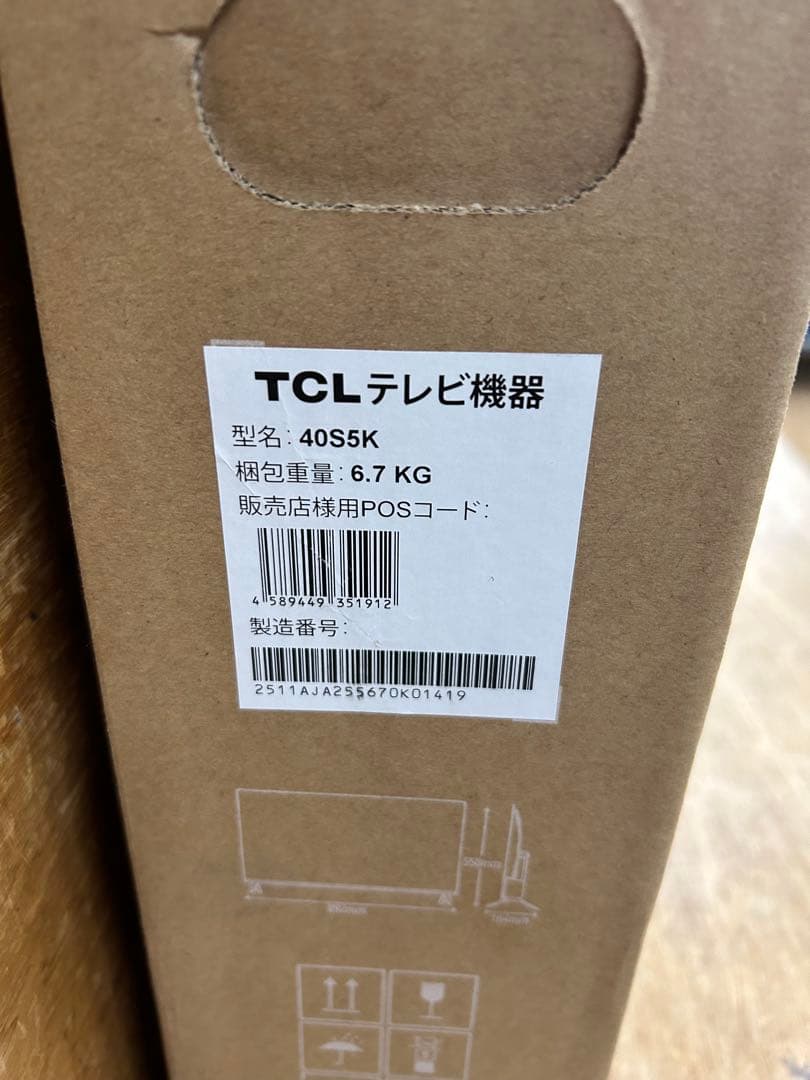 TCLテレビ機器
型名: 40S5K
梱包重量: 6.7 KG
販売店様用POSコード:
4 589449 351912
製造番号:
2511AJA255670K01419
550mm